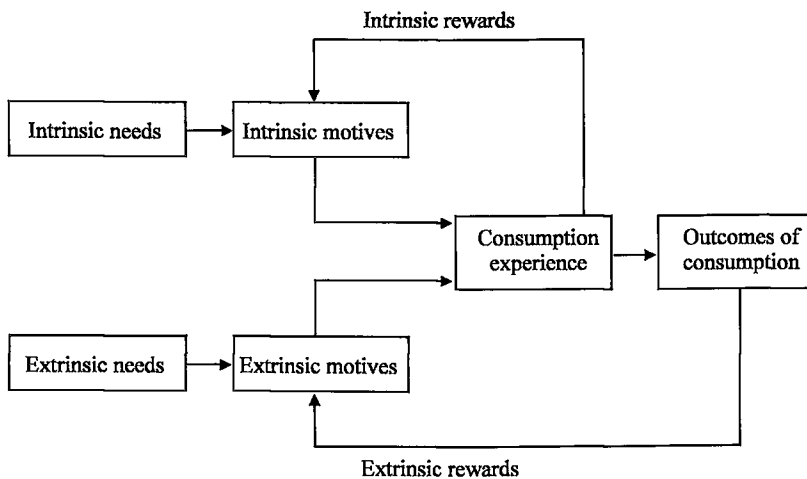 Intrinsic rewards
Intrinsic needs
Intrinsic motives
Consumption
experience
Outcomes of
consumption
Extrinsic needs
Extrinsic motives
Extrinsic rewards